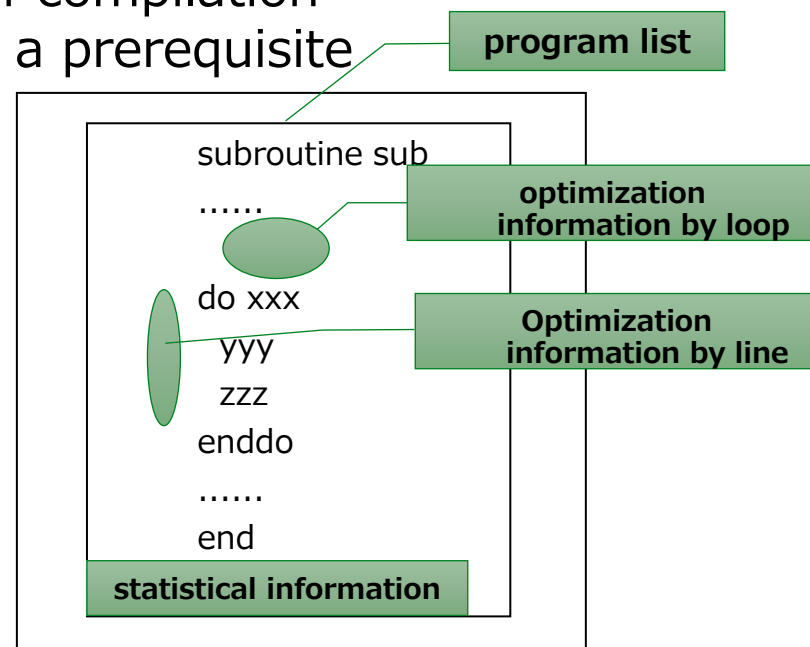 compilation
a prerequisite
program list
subroutine sub
......
optimization
information by loop
do xxx
yyy
Optimization
information by line
zzz
enddo
......
end
statistical information